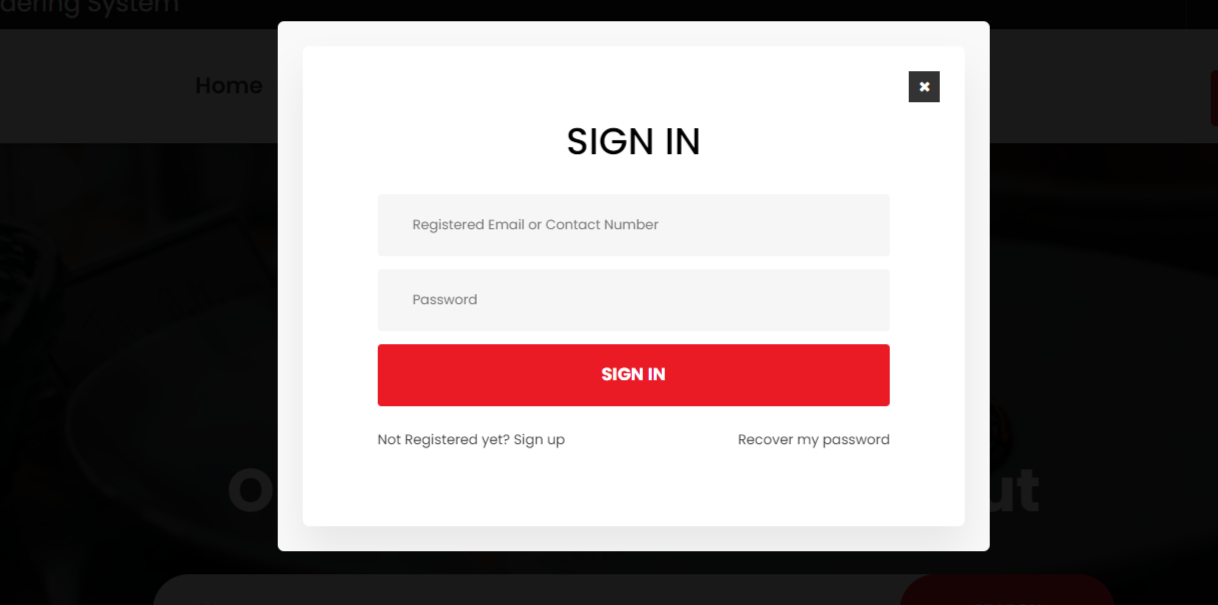 dering System
Home
✖
SIGN IN
Registered Email or Contact Number
Password
SIGN IN
Not Registered yet? Sign up
Recover my password
O
ut